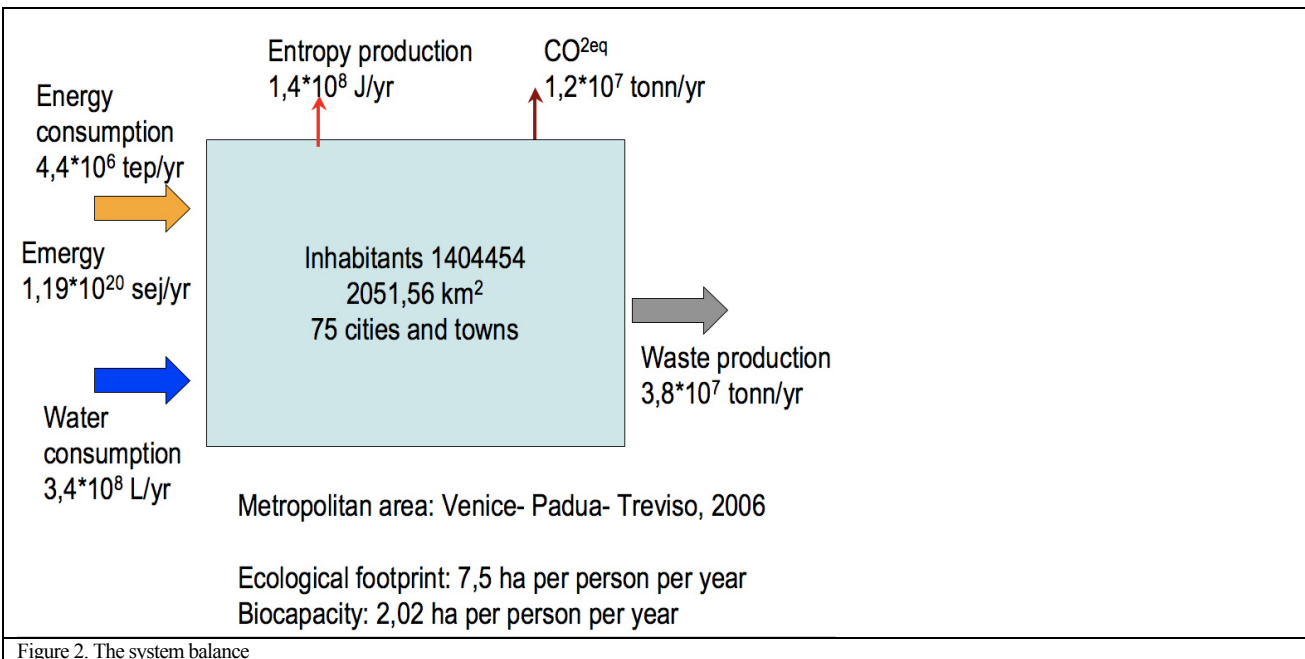 Entropy production
1,4*10⁸ J/yr
CO²ᵉq
1,2*10⁷ tonn/yr
Energy
consumption
4,4*10⁶ tep/yr
Emergy
1,19*10²⁰ sej/yr
Inhabitants 1404454
2051,56 km²
75 cities and towns
Waste production
3,8*10⁷ tonn/yr
Water
consumption
3,4*10⁸ L/yr
Metropolitan area: Venice- Padua- Treviso, 2006
Ecological footprint: 7,5 ha per person per year
Biocapacity: 2,02 ha per person per year
Figure 2. The system balance